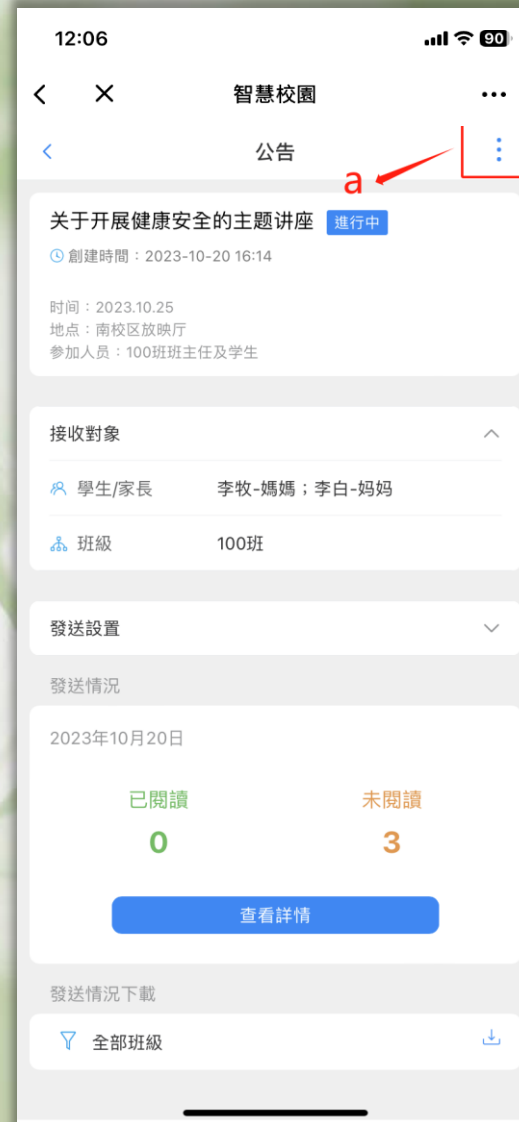 12:06
90
智慧校園
公告
a
关于开展健康安全的主题讲座 進行中
創建時間：2023-10-20 16:14
时间：2023.10.25
地点：南校区放映厅
参加人员：100班班主任及学生
接收對象
學生/家長 李牧-媽媽；李白-妈妈
班級 100班
發送設置
發送情況
2023年10月20日
已閱讀 未閱讀
0 3
查看詳情
發送情況下載
全部班級